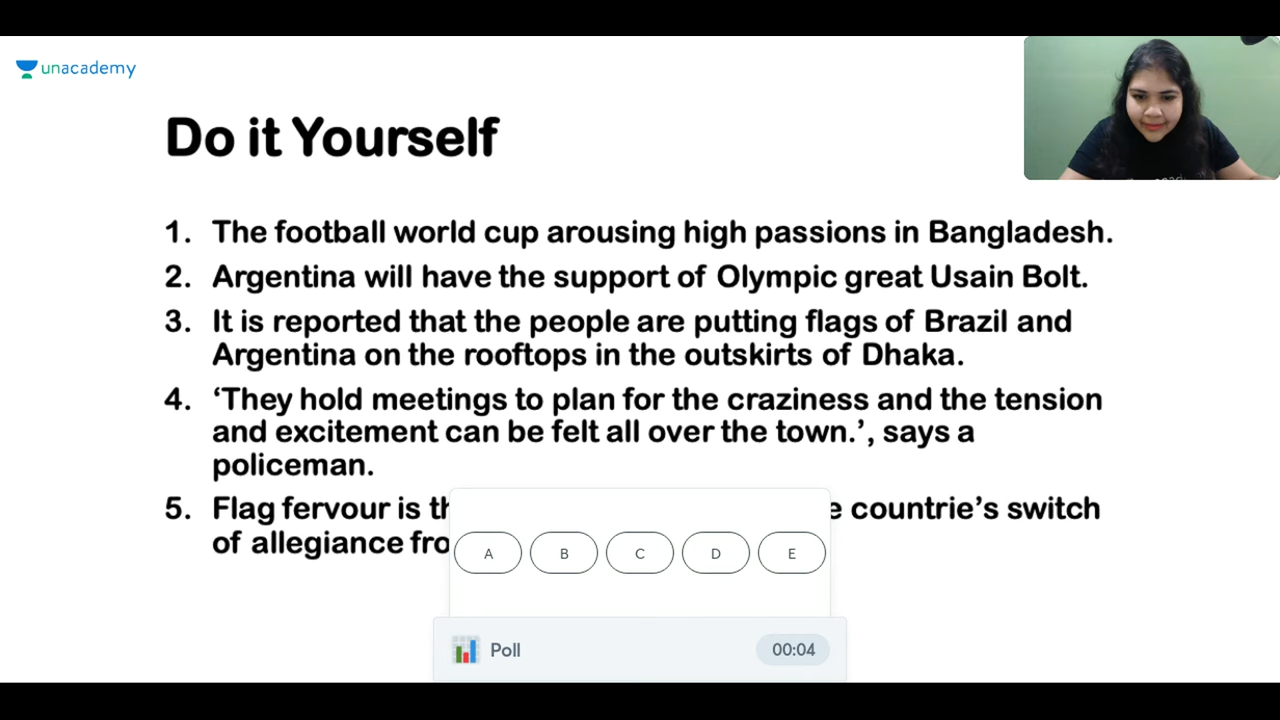 unacademy
Do it Yourself
1. The football world cup arousing high passions in Bangladesh.
2. Argentina will have the support of Olympic great Usain Bolt.
3. It is reported that the people are putting flags of Brazil and
Argentina on the rooftops in the outskirts of Dhaka.
4. ‘They hold meetings to plan for the craziness and the tension
and excitement can be felt all over the town.’, says a
policeman.
5. Flag fervour is countrie’s switch
of allegiance
A B C D E
Poll 00:04